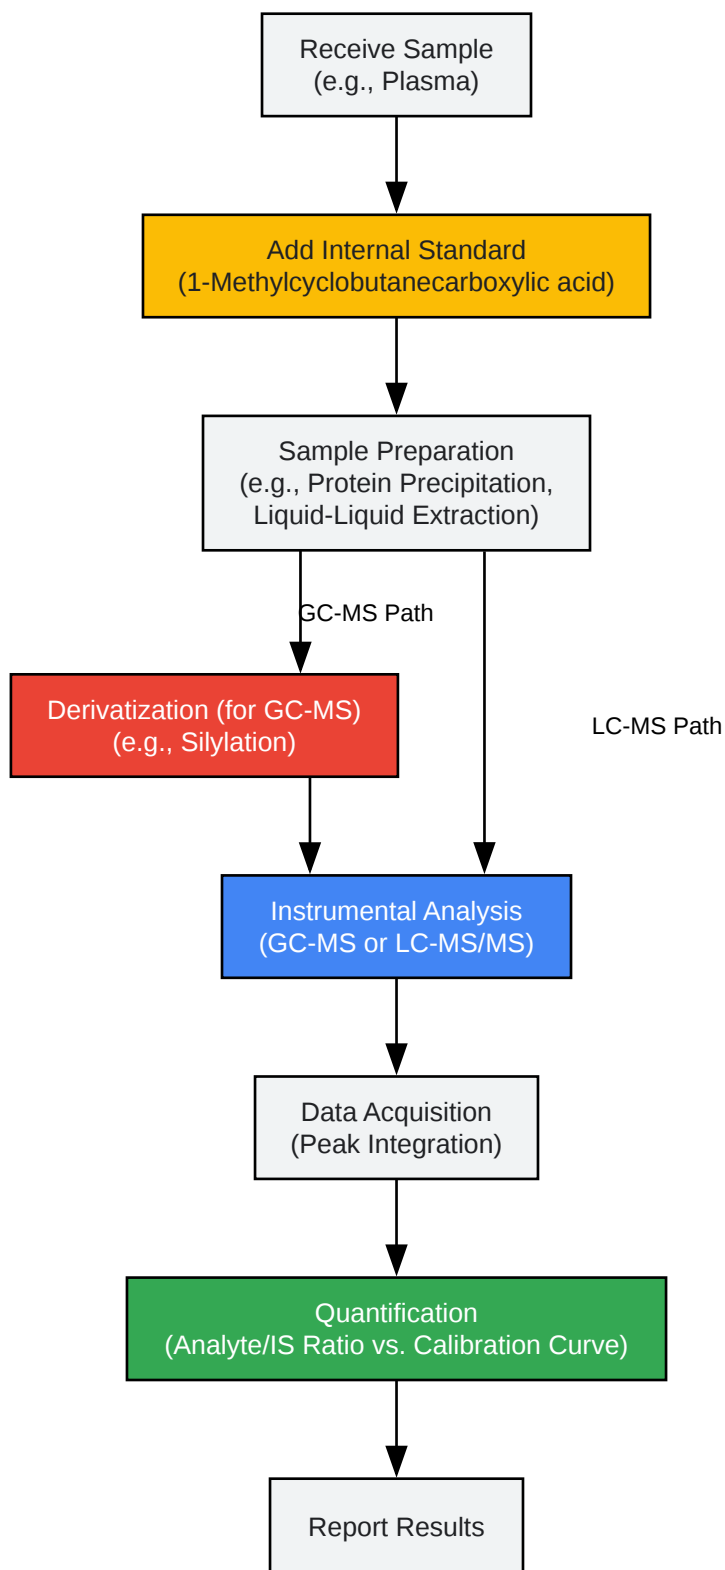 Receive Sample
(e.g., Plasma)
Add Internal Standard
(1-Methylcyclobutanecarboxylic acid)
Sample Preparation
(e.g., Protein Precipitation,
Liquid-Liquid Extraction)
GC-MS Path
Derivatization (for GC-MS)
(e.g., Silylation)
LC-MS Path
Instrumental Analysis
(GC-MS or LC-MS/MS)
Data Acquisition
(Peak Integration)
Quantification
(Analyte/IS Ratio vs. Calibration Curve)
Report Results